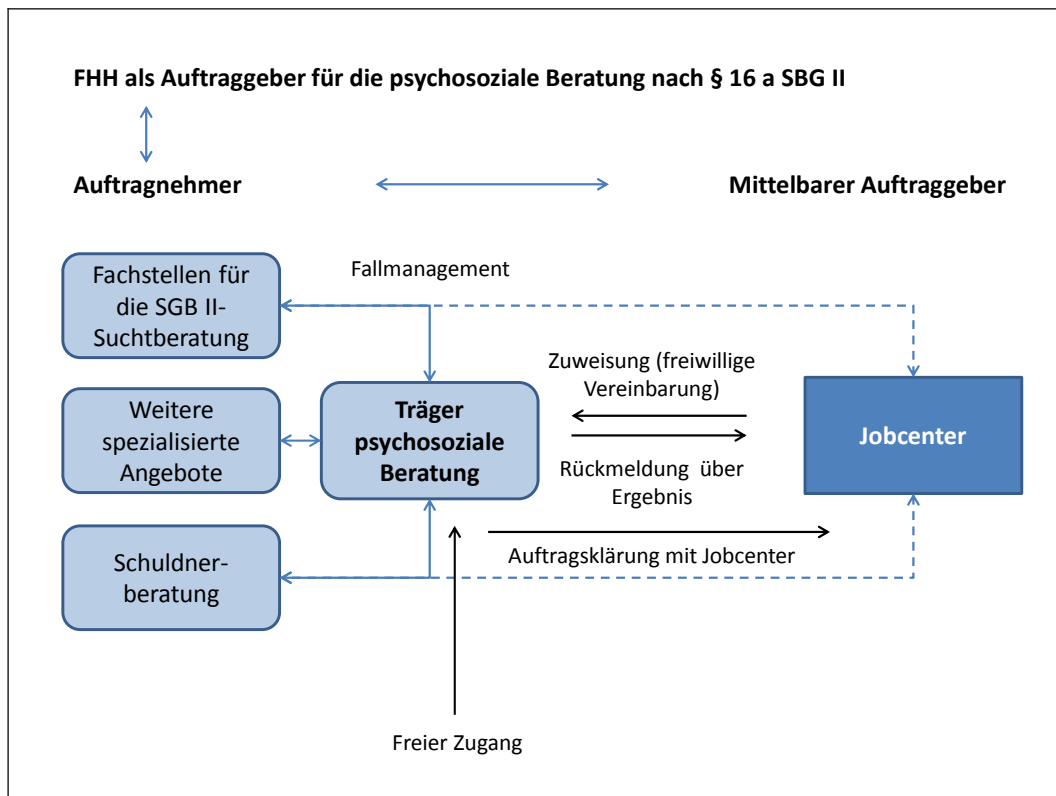 FHH als Auftraggeber für die psychosoziale Beratung nach § 16 a SBG II
Auftragnehmer
Mittelbarer Auftraggeber
Fachstellen für
die SGB II-
Suchtberatung
Fallmanagement
Zuweisung (freiwillige
Vereinbarung)
Weitere
spezialisierte
Angebote
Träger
psychosoziale
Beratung
Jobcenter
Rückmeldung über
Ergebnis
Auftragsklärung mit Jobcenter
Schuldner-
beratung
Freier Zugang